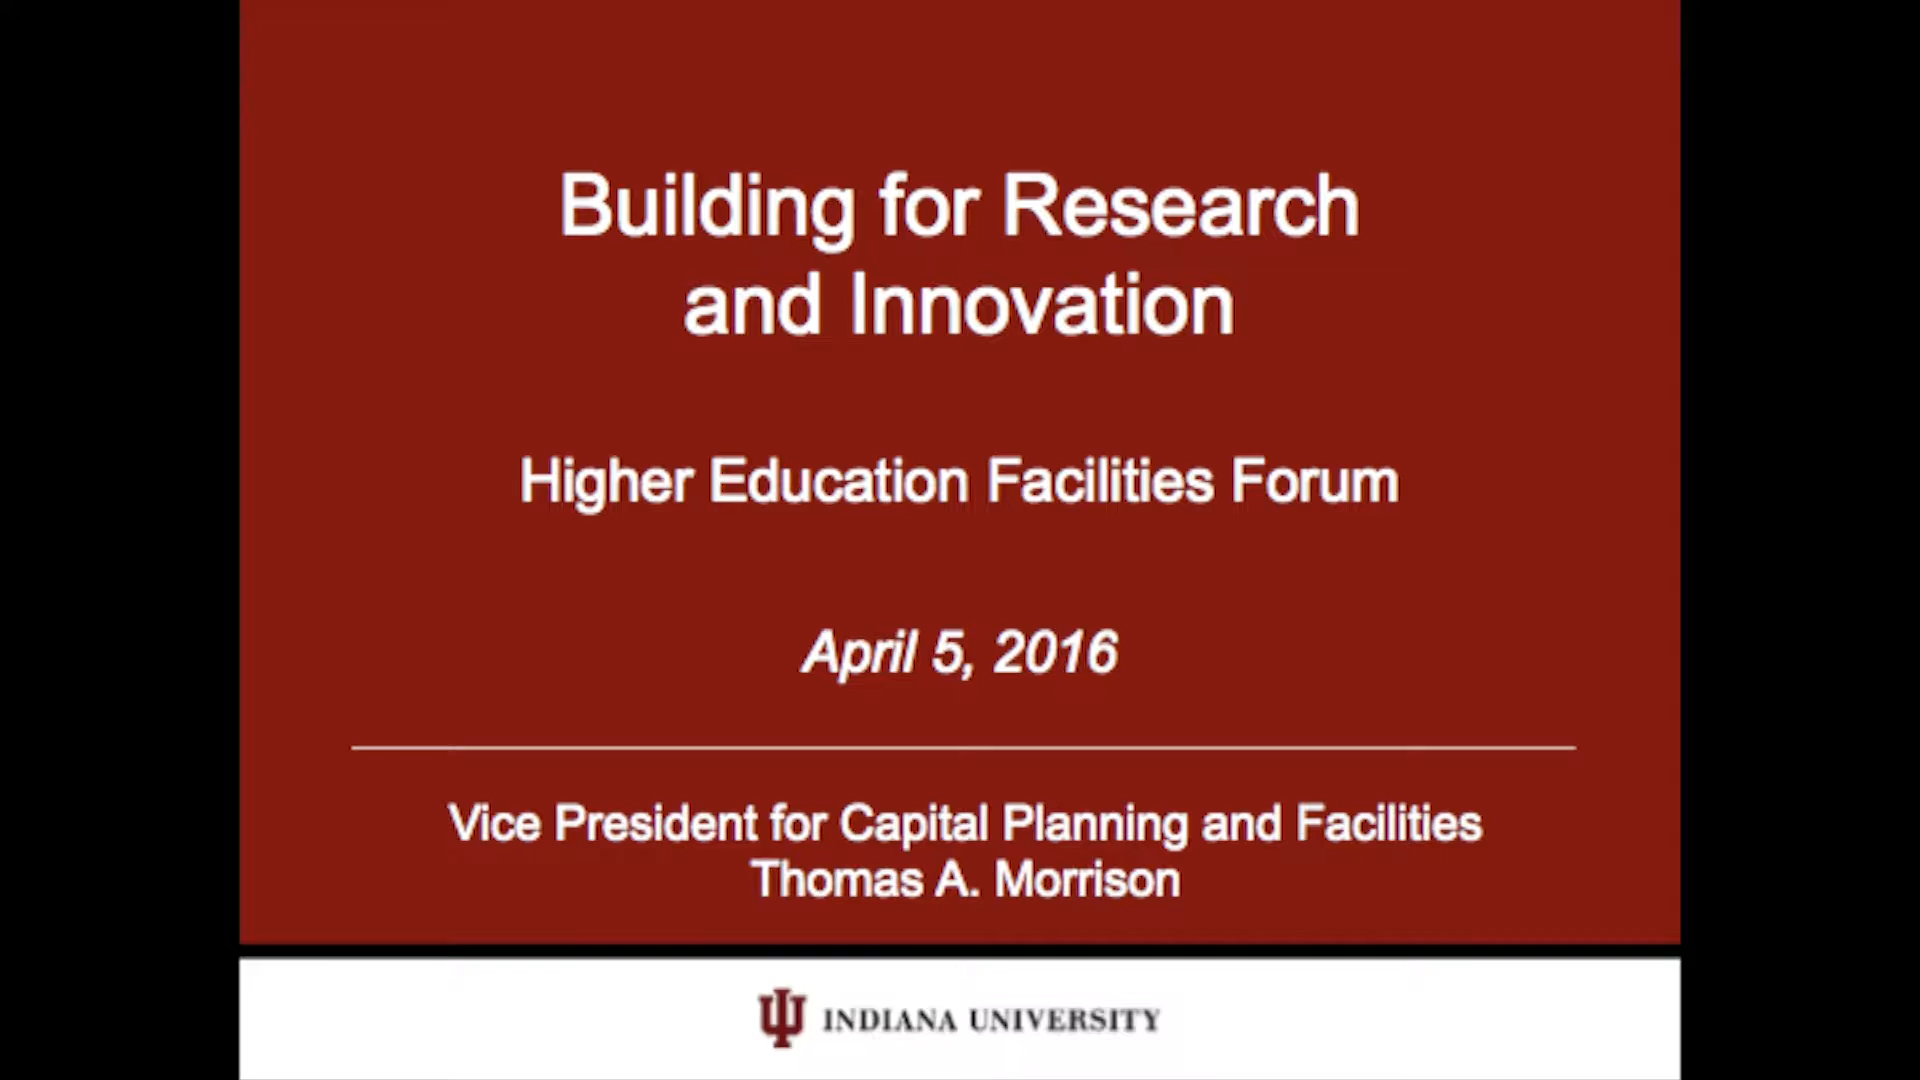 Building for Research
and Innovation
Higher Education Facilities Forum
April 5, 2016
Vice President for Capital Planning and Facilities
Thomas A. Morrison
INDIANA UNIVERSITY